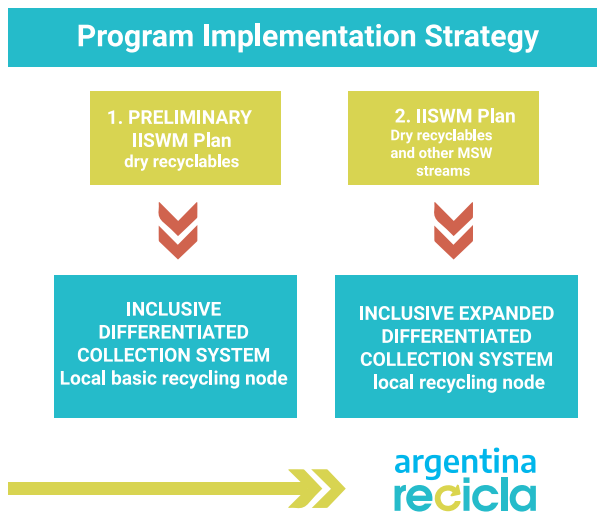 Program Implementation Strategy
1. PRELIMINARY
IISWM Plan
dry recyclables
2. IISWM Plan
Dry recyclables
and other MSW
streams
INCLUSIVE
DIFFERENTIATED
COLLECTION SYSTEM
Local basic recycling node
INCLUSIVE EXPANDED
DIFFERENTIATED
COLLECTION SYSTEM
local recycling node
argentina
recicla